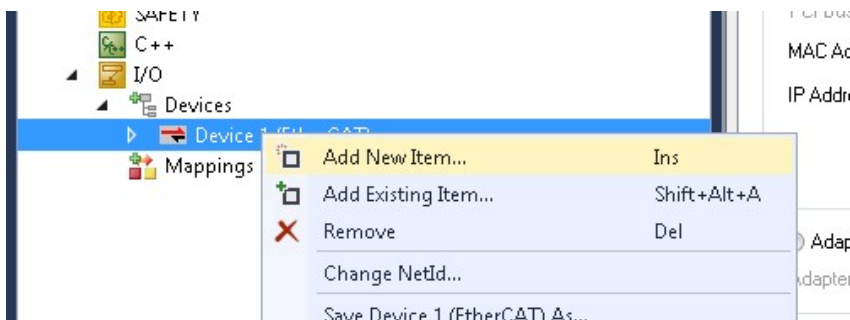 SAFETY
C++
I/O
Devices
Device 1 (EtherCAT)
Mappings
Add New Item... Ins
Add Existing Item... Shift+Alt+A
Remove Del
Change NetId...
Save Device 1 (EtherCAT) As...
MAC Ad
IP Addre
Adap
Adapter